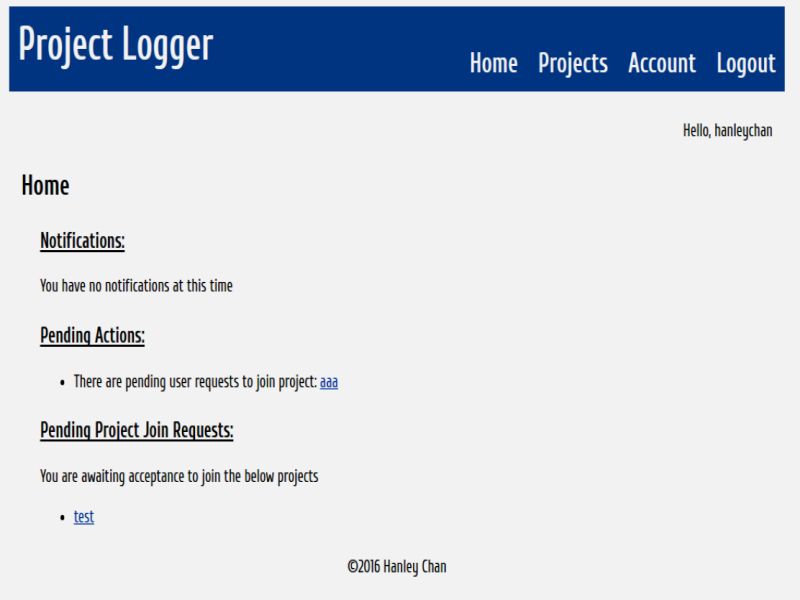 Project Logger
Home Projects Account Logout
Hello, hanleychan
Home
Notifications:
You have no notifications at this time
Pending Actions:
• There are pending user requests to join project: aaa
Pending Project Join Requests:
You are awaiting acceptance to join the below projects
• test
©2016 Hanley Chan